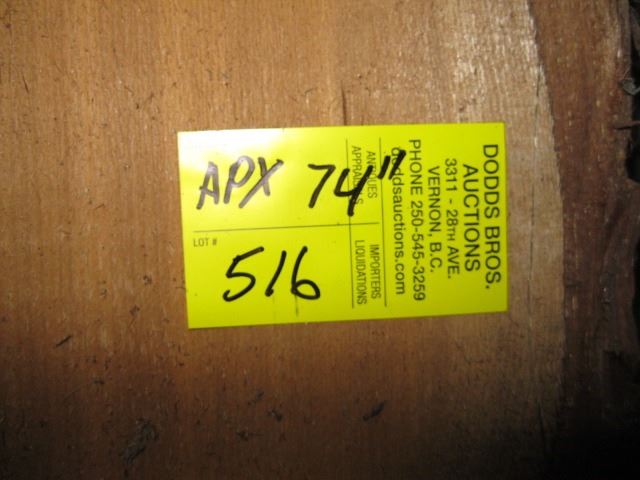 DODDS BROS.
AUCTIONS
3311 - 28TH AVE.
VERNON, B.C.
PHONE 250-545-3259
doddsauctions.com
ANTIQUES IMPORTERS
APPRAISALS LIQUIDATIONS
APX 74"
LOT #
516